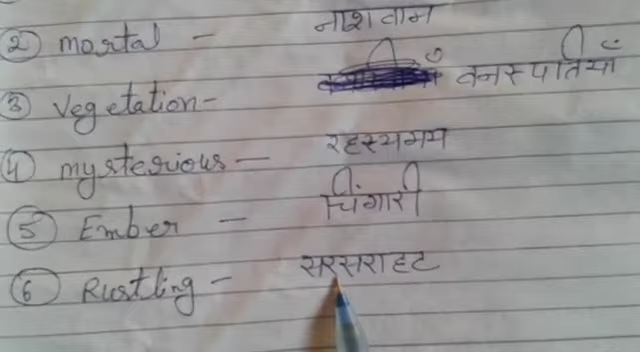 ② mortal - नाशवान
③ Vegetation- वनस्पतियाँ
④ mysterious - रहस्यमय
⑤ Ember - चिंगारी
⑥ Rustling - सरसराहट